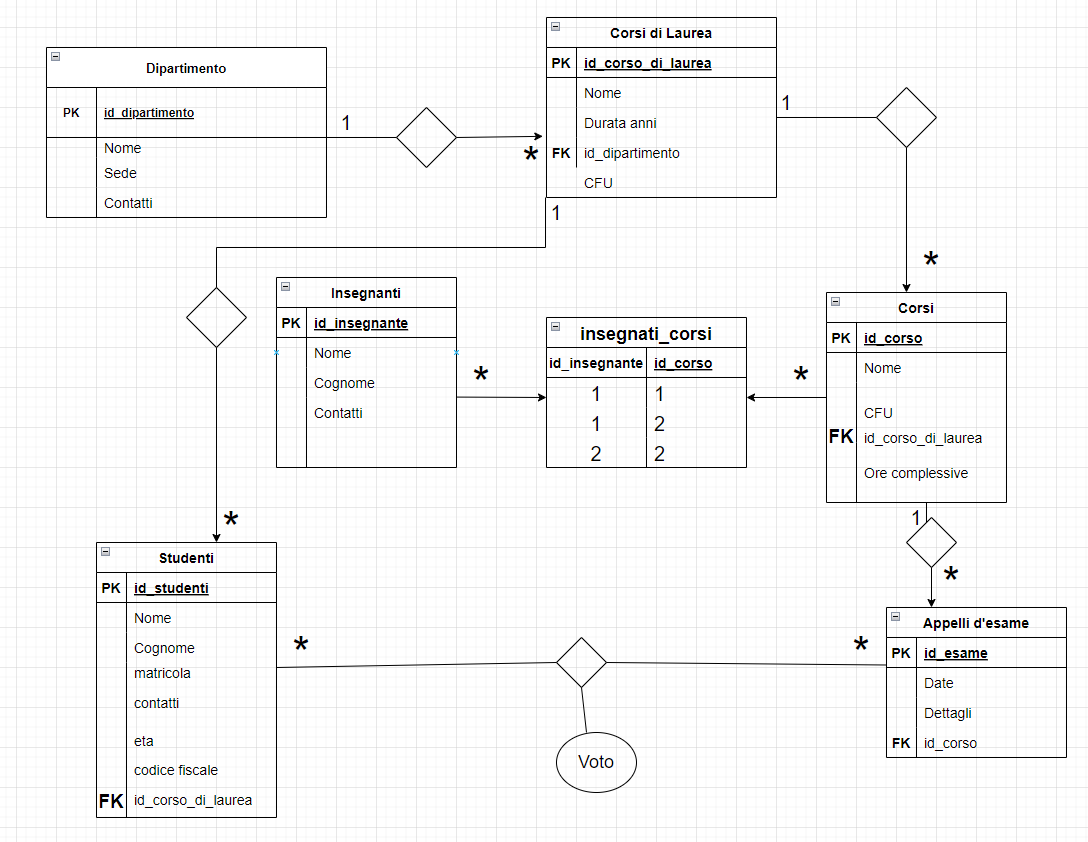 Dipartimento
PK id_dipartimento
Nome
Sede
Contatti
1
*
Corsi di Laurea
PK id_corso_di_laurea
Nome
Durata anni
FK id_dipartimento
CFU
1
1
*
Insegnanti
PK id_insegnante
Nome
Cognome
Contatti
*
insegnati_corsi
id_insegnante id_corso
1 1
1 2
2 2
*
Corsi
PK id_corso
Nome
CFU
FK id_corso_di_laurea
Ore complessive
1
*
*
Studenti
PK id_studenti
Nome
Cognome
matricola
contatti
eta
codice fiscale
FK id_corso_di_laurea
*
Voto
*
Appelli d'esame
PK id_esame
Date
Dettagli
FK id_corso